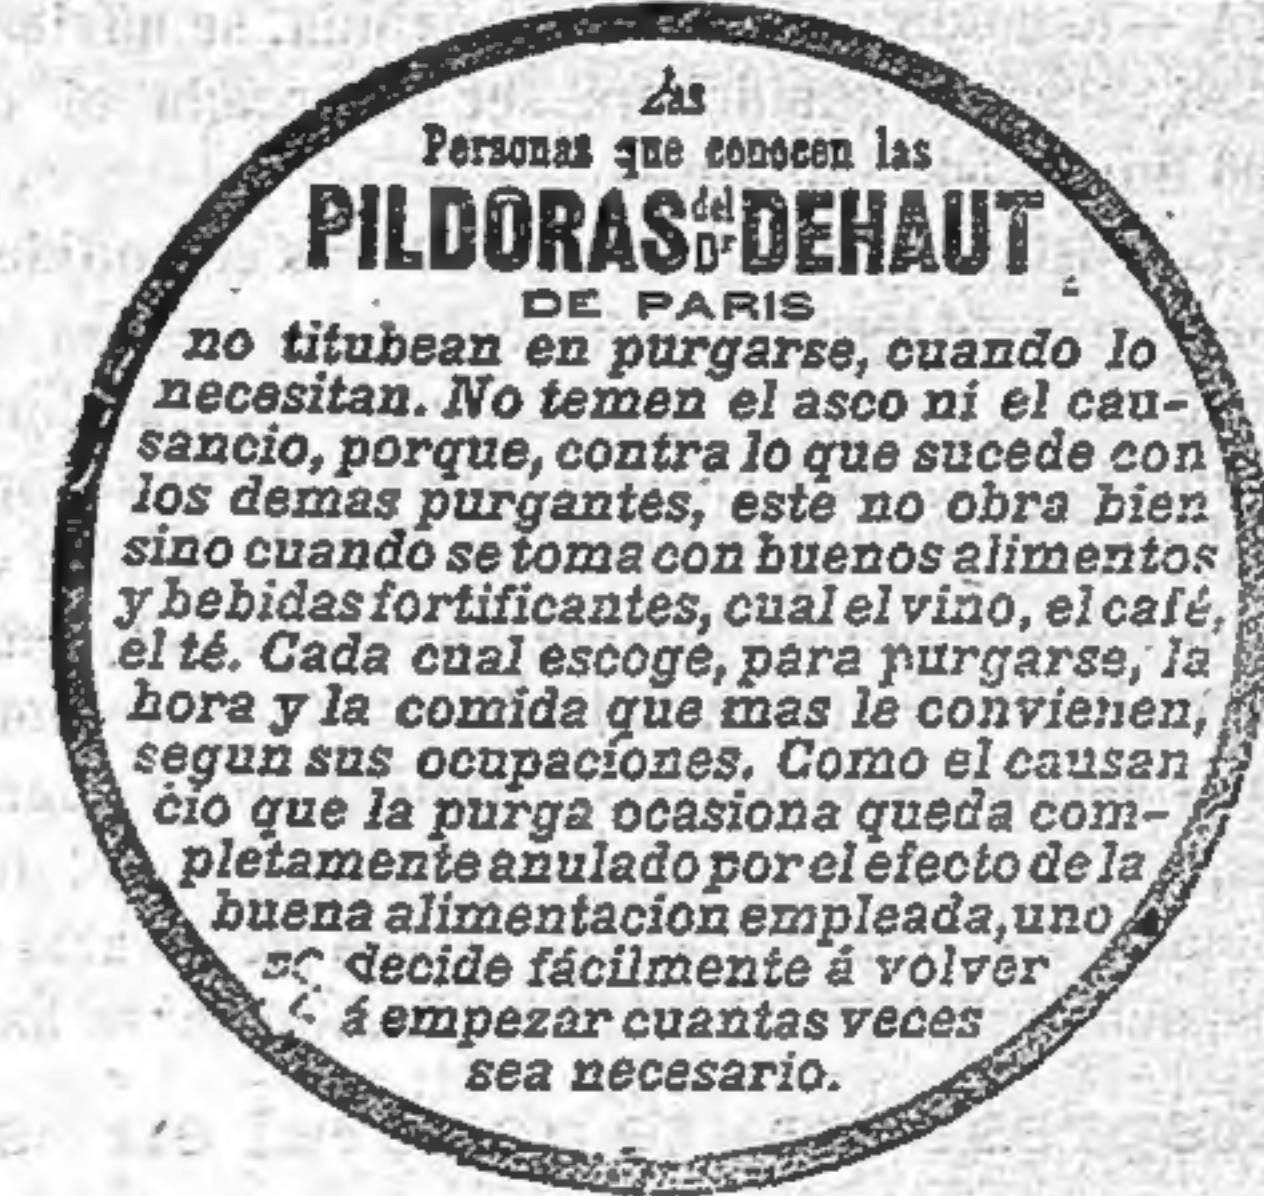 Las
Personas que conocen las
PILDORAS del Dr DEHAUT
DE PARIS
no titubean en purgarse, cuando lo
necesitan. No temen el asco ni el cau-
sancio, porque, contra lo que sucede con
los demas purgantes, este no obra bien
sino cuando se toma con buenos alimentos
y bebidas fortificantes, cual el vino, el café,
el té. Cada cual escoge, para purgarse, la
hora y la comida que mas le convienen,
segun sus ocupaciones. Como el causan
cio que la purga ocasiona queda com-
pletamente anulado por el efecto de la
buena alimentacion empleada, uno
se decide fácilmente á volver
á empezar cuantas veces
sea necesario.